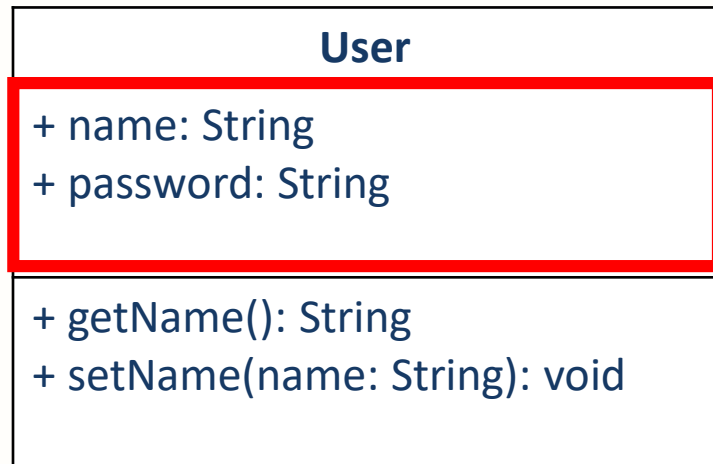 User
+ name: String
+ password: String
+ getName(): String
+ setName(name: String): void